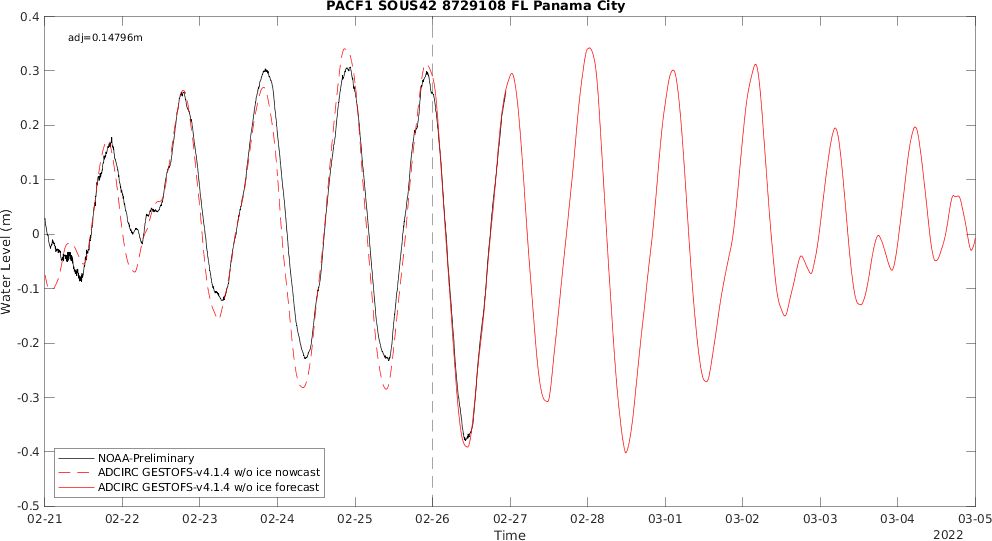 PACF1 SOUS42 8729108 FL Panama City
adj=0.14796m
Water Level (m)
0.4
0.3
0.2
0.1
0
-0.1
-0.2
-0.3
-0.4
-0.5
NOAA-Preliminary
ADCIRC GESTOFS-v4.1.4 w/o ice nowcast
ADCIRC GESTOFS-v4.1.4 w/o ice forecast
02-21 02-22 02-23 02-24 02-25 02-26 02-27 02-28 03-01 03-02 03-03 03-04 03-05
Time
2022